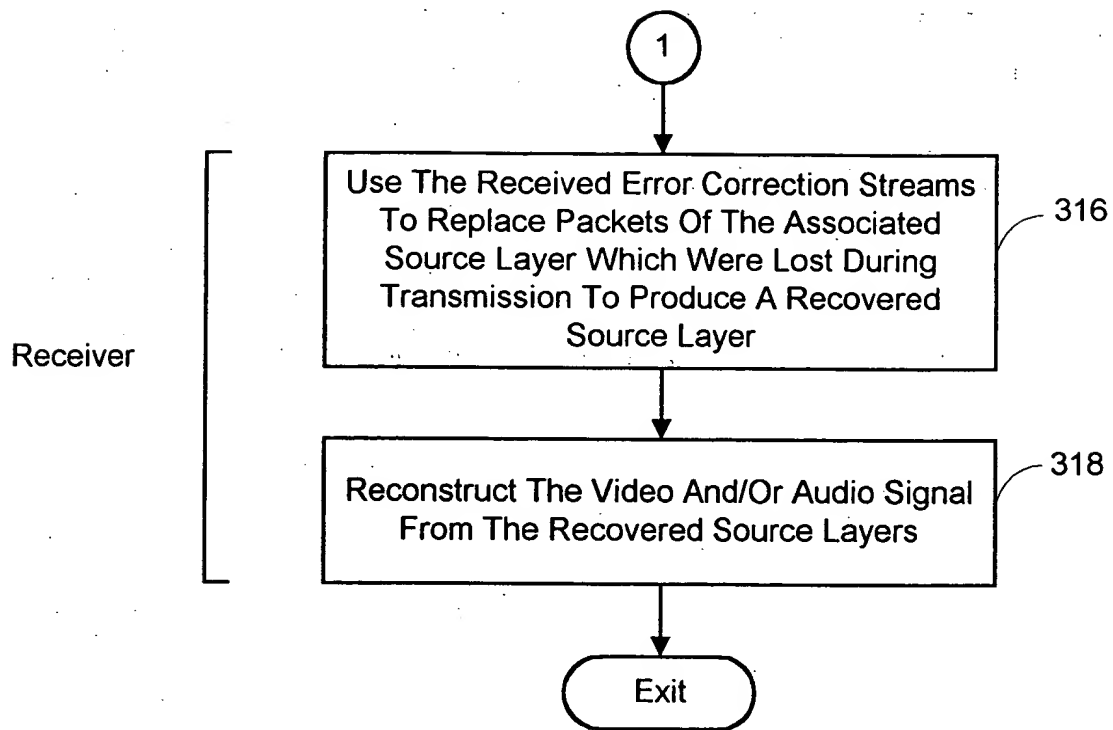 1
Use The Received Error Correction Streams
To Replace Packets Of The Associated
Source Layer Which Were Lost During
Transmission To Produce A Recovered
Source Layer
316
Receiver
Reconstruct The Video And/Or Audio Signal
From The Recovered Source Layers
318
Exit